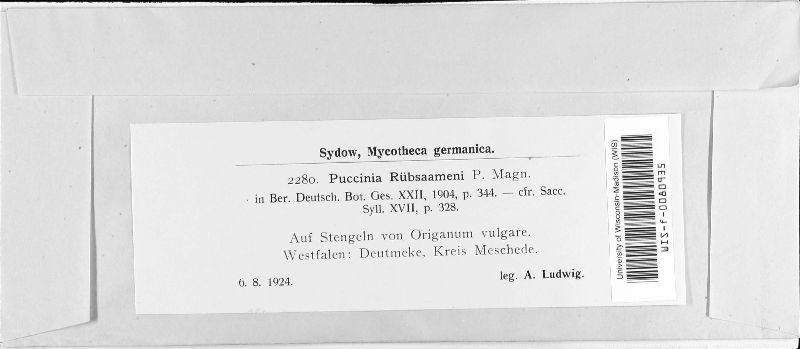 Sydow, Mycotheca germanica.
2280. Puccinia Rübsaameni P. Magn.
in Ber. Deutsch. Bot. Ges. XXII, 1904, p. 344. — cfr. Sacc.
Syll. XVII, p. 328.
Auf Stengeln von Origanum vulgare.
Westfalen: Deutmeke, Kreis Meschede.
6. 8. 1924.
leg. A. Ludwig.
University of Wisconsin-Madison (WIS)
WIS-f-0080935